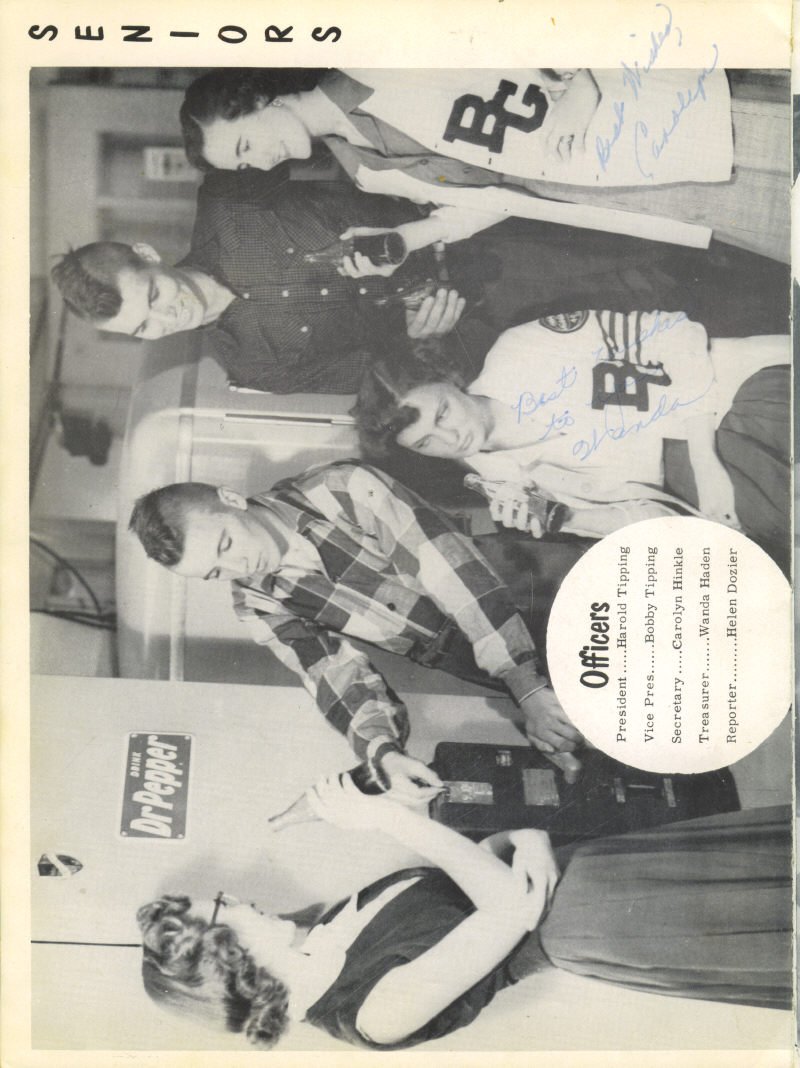 SENIORS
Best Wishes,
Carolyn
BC
Best wishes
to
Wanda
B
DRINK
Dr Pepper
Officers
President.....Harold Tipping
Vice Pres......Bobby Tipping
Secretary.....Carolyn Hinkle
Treasurer.......Wanda Haden
Reporter.........Helen Dozier